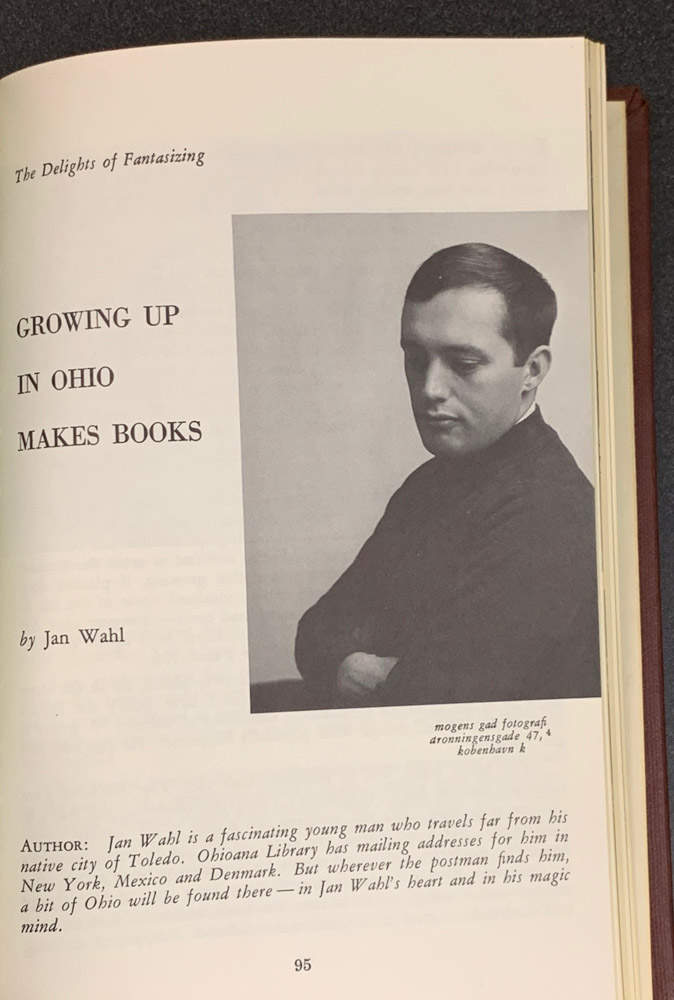 The Delights of Fantasizing
GROWING UP
IN OHIO
MAKES BOOKS
by Jan Wahl
mogens gad fotografi
dronningensgade 47, 4
kobenhavn k
AUTHOR: Jan Wahl is a fascinating young man who travels far from his
native city of Toledo. Ohioana Library has mailing addresses for him in
New York, Mexico and Denmark. But wherever the postman finds him,
a bit of Ohio will be found there — in Jan Wahl's heart and in his magic
mind.
95